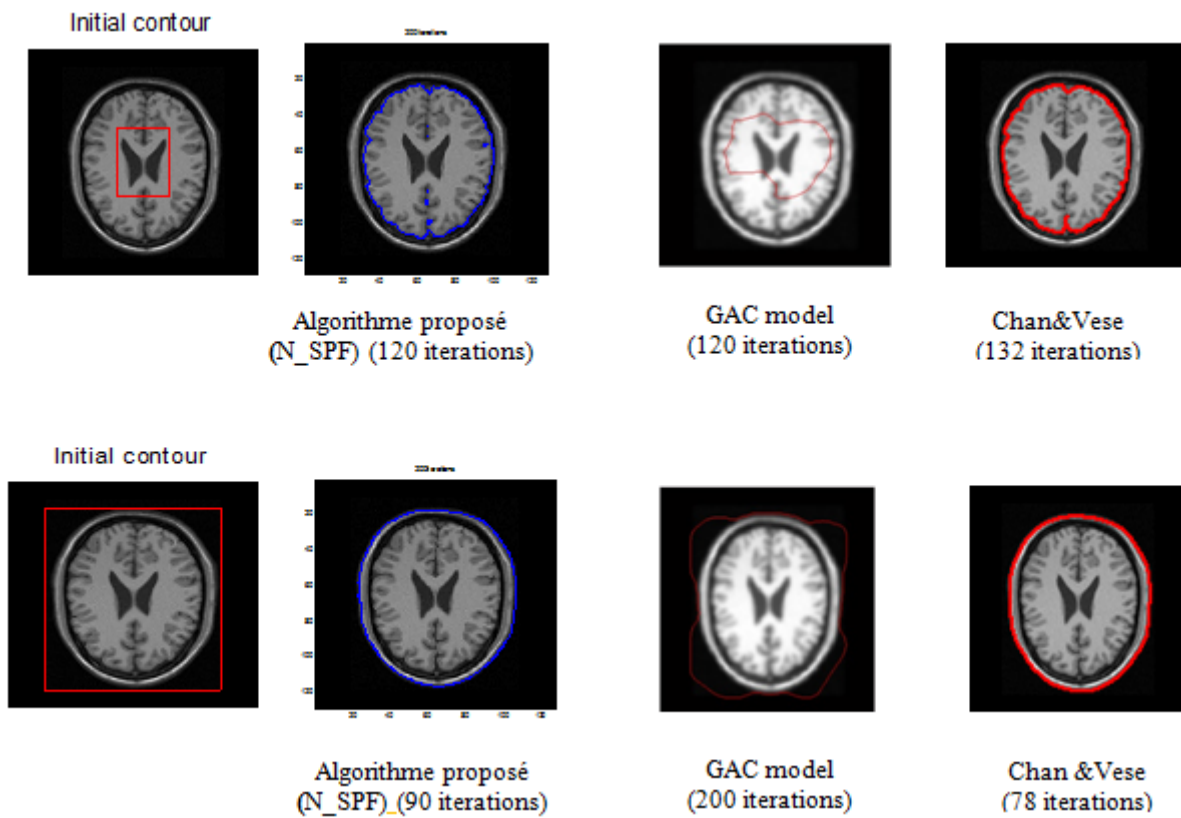 Initial contour
Algorithme proposé
(N_SPF) (120 iterations)
GAC model
(120 iterations)
Chan&Vese
(132 iterations)
Initial contour
Algorithme proposé
(N_SPF)_(90 iterations)
GAC model
(200 iterations)
Chan &Vese
(78 iterations)